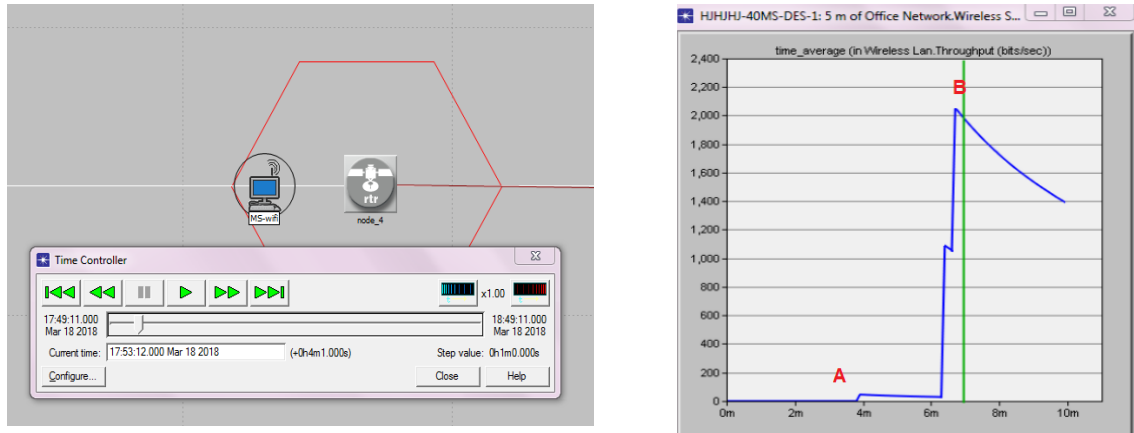 MS-wifi
rtr
node_4
Time Controller
x1.00
17:49:11.000
Mar 18 2018
18:49:11.000
Mar 18 2018
Current time: 17:53:12.000 Mar 18 2018 (+0h4m1.000s) Step value: 0h1m0.000s
Configure... Close Help
HJHJHJ-40MS-DES-1: 5 m of Office Network.Wireless S...
time_average (in Wireless Lan.Throughput (bits/sec))
2,400
2,200
B
2,000
1,800
1,600
1,400
1,200
1,000
800
600
400
200
A
0
0m 2m 4m 6m 8m 10m